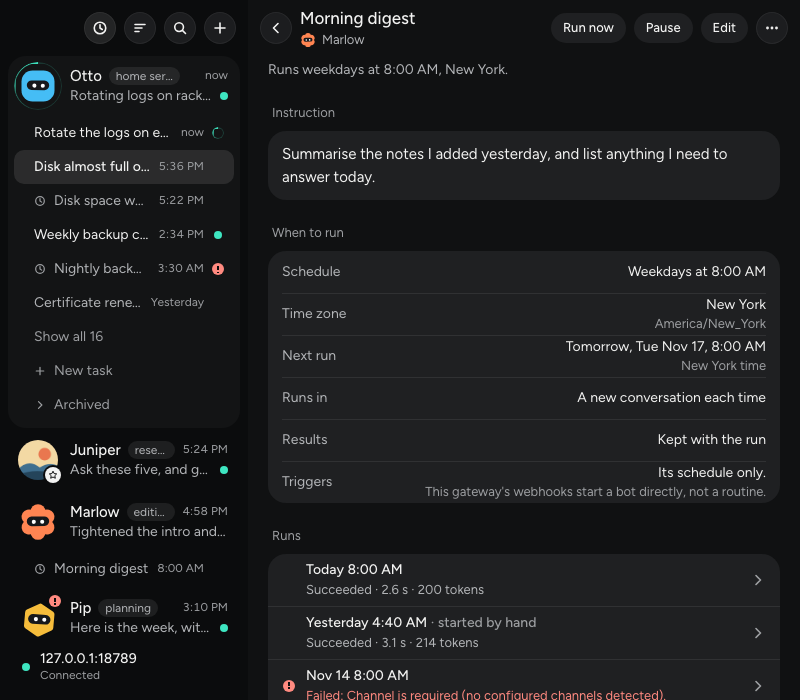 Otto home ser... now
Rotating logs on rack...
Rotate the logs on e... now
Disk almost full o... 5:36 PM
Disk space w... 5:22 PM
Weekly backup c... 2:34 PM
Nightly back... 3:30 AM
Certificate rene... Yesterday
Show all 16
New task
Archived
Juniper rese... 5:24 PM
Ask these five, and g...
Marlow editi... 4:58 PM
Tightened the intro and...
Morning digest 8:00 AM
Pip planning 3:10 PM
Here is the week, wit...
127.0.0.1:18789
Connected
Morning digest
Marlow
Run now
Pause
Edit
Runs weekdays at 8:00 AM, New York.
Instruction
Summarise the notes I added yesterday, and list anything I need to
answer today.
When to run
Schedule Weekdays at 8:00 AM
Time zone New York
America/New_York
Next run Tomorrow, Tue Nov 17, 8:00 AM
New York time
Runs in A new conversation each time
Results Kept with the run
Triggers Its schedule only.
This gateway's webhooks start a bot directly, not a routine.
Runs
Today 8:00 AM
Succeeded · 2.6 s · 200 tokens
Yesterday 4:40 AM · started by hand
Succeeded · 3.1 s · 214 tokens
Nov 14 8:00 AM
Failed: Channel is required (no configured channels detected).